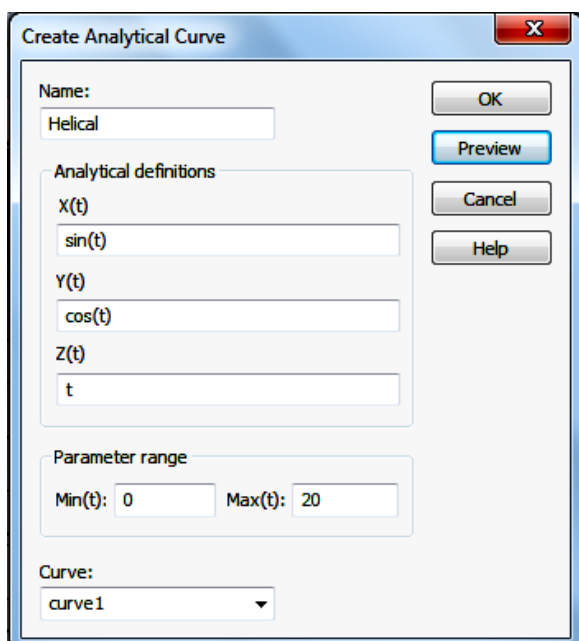 Create Analytical Curve
x
Name:
Helical
OK
Preview
Cancel
Help
Analytical definitions
X(t)
sin(t)
Y(t)
cos(t)
Z(t)
t
Parameter range
Min(t): 0 Max(t): 20
Curve:
curve1